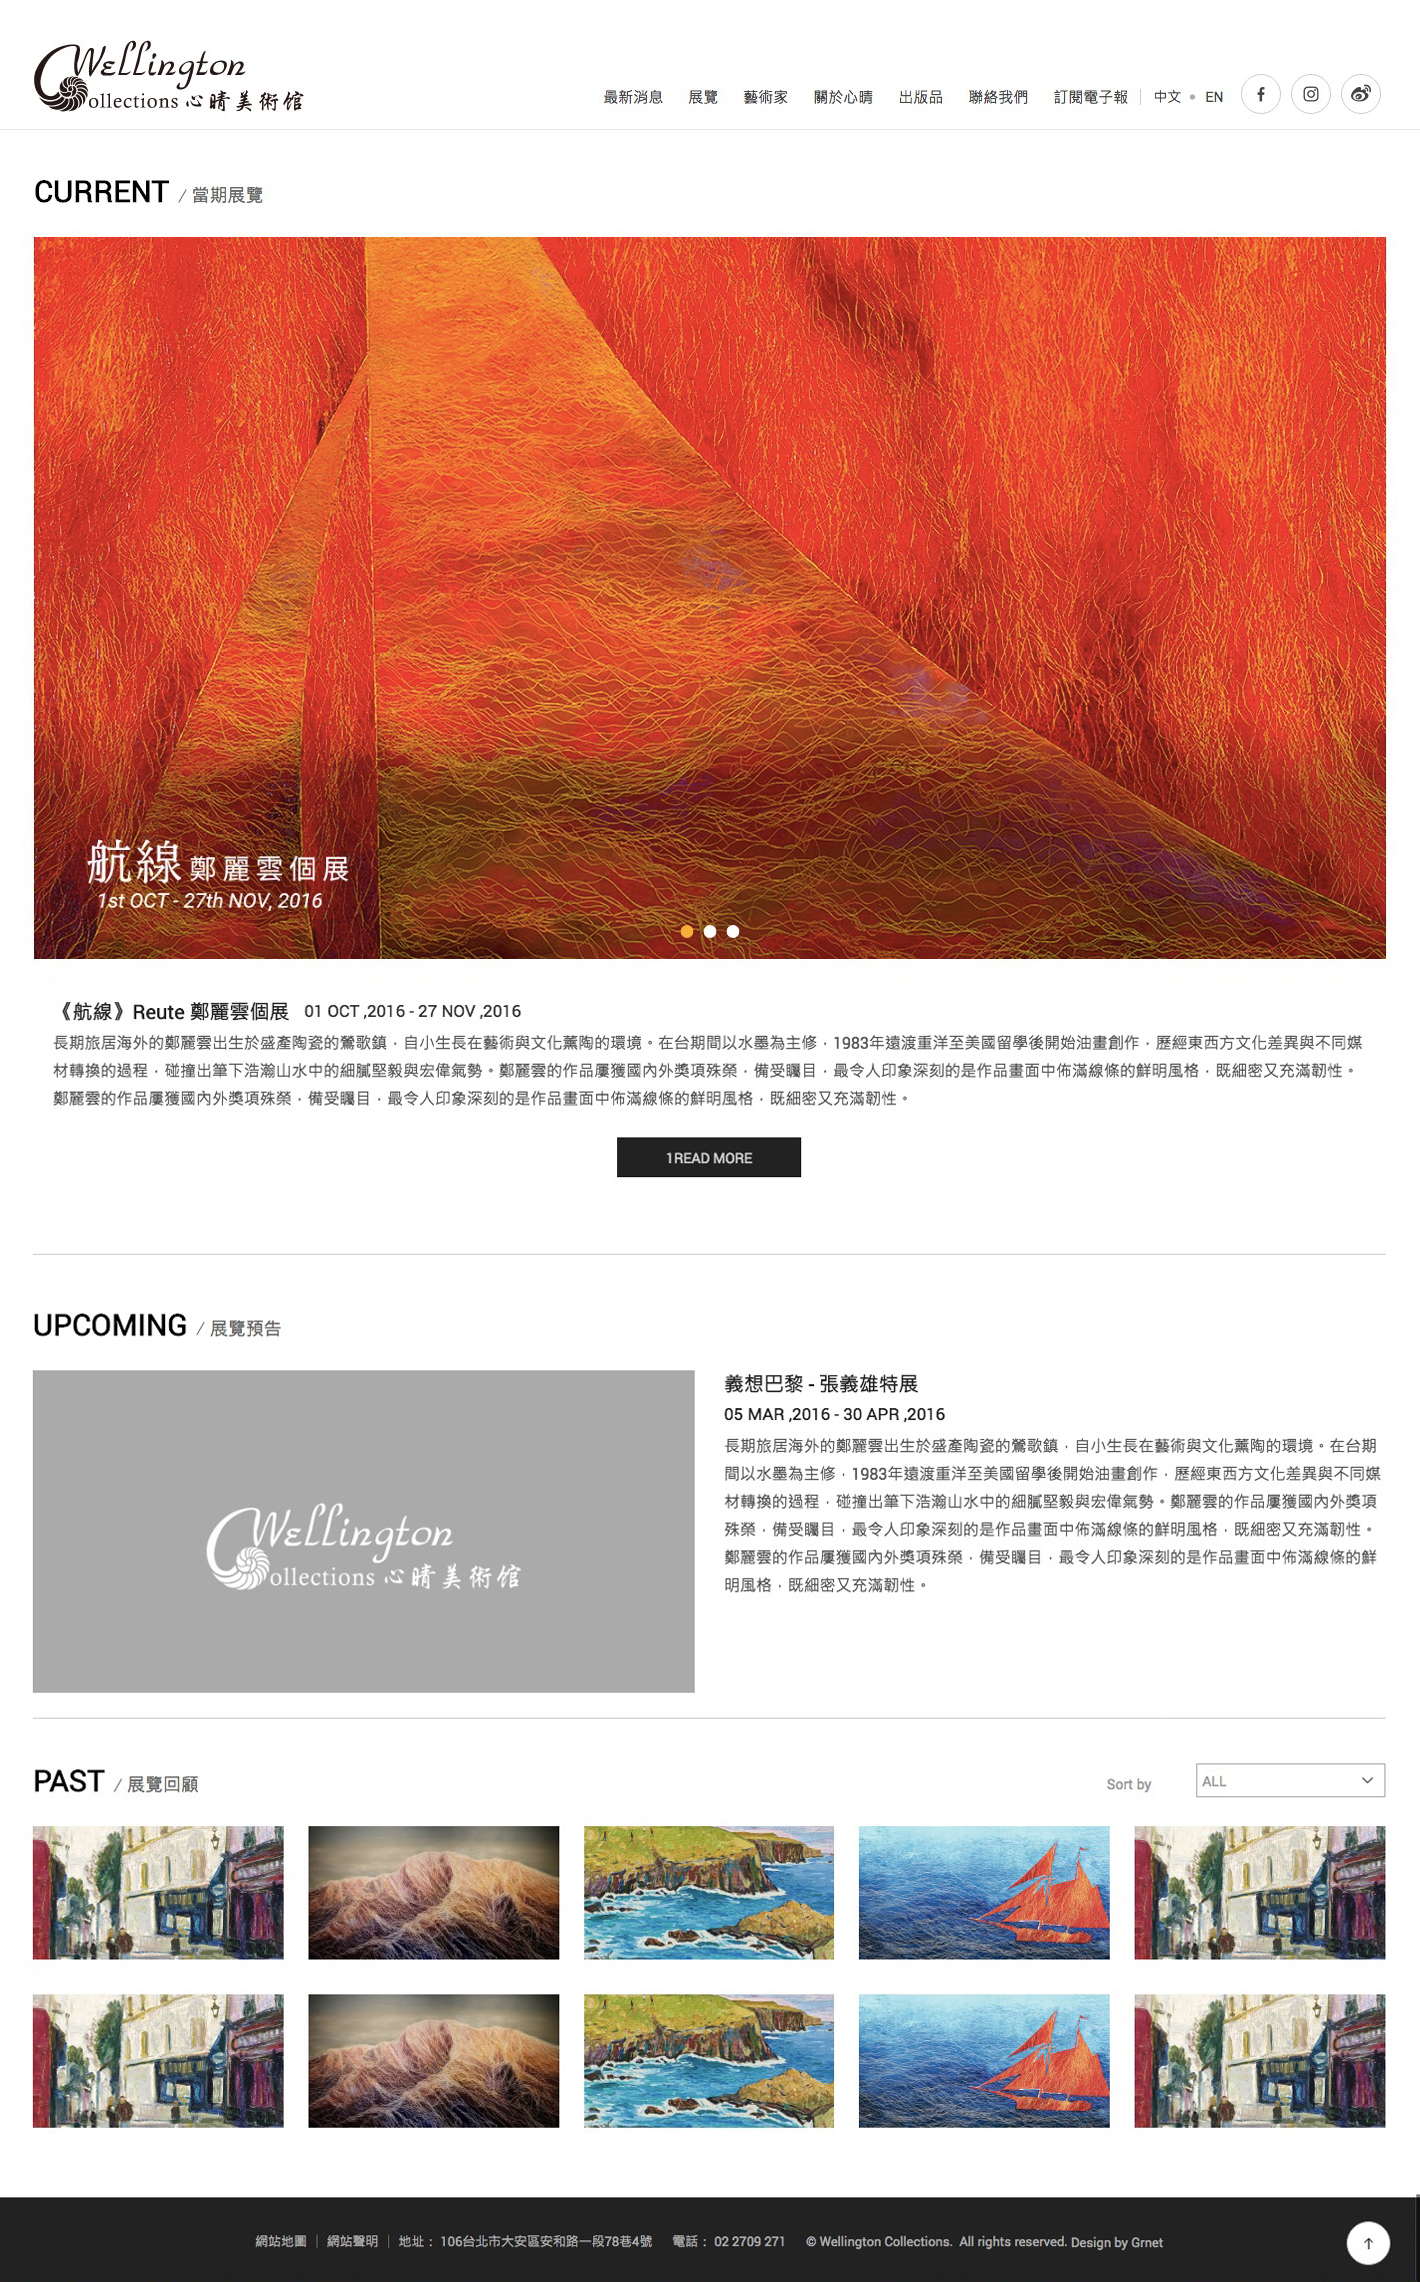 Wellington
Collections 心晴美術馆
最新消息 展覽 藝術家 關於心晴 出版品 聯絡我們 訂閱電子報 中文 • EN
CURRENT / 當期展覽
航線 鄭麗雲個展
1st OCT - 27th NOV, 2016
《航線》Reute 鄭麗雲個展 01 OCT ,2016 - 27 NOV ,2016
長期旅居海外的鄭麗雲出生於盛產陶瓷的鶯歌鎮，自小生長在藝術與文化薰陶的環境。在台期間以水墨為主修，1983年遠渡重洋至美國留學後開始油畫創作，歷經東西方文化差異與不同媒
材轉換的過程，碰撞出筆下浩瀚山水中的細膩堅毅與宏偉氣勢。鄭麗雲的作品屢獲國內外獎項殊榮，備受矚目，最令人印象深刻的是作品畫面中佈滿線條的鮮明風格，既細密又充滿韌性。
鄭麗雲的作品屢獲國內外獎項殊榮，備受矚目，最令人印象深刻的是作品畫面中佈滿線條的鮮明風格，既細密又充滿韌性。
1READ MORE
UPCOMING / 展覽預告
Wellington
Collections 心晴美術馆
義想巴黎 - 張義雄特展
05 MAR ,2016 - 30 APR ,2016
長期旅居海外的鄭麗雲出生於盛產陶瓷的鶯歌鎮，自小生長在藝術與文化薰陶的環境。在台期
間以水墨為主修，1983年遠渡重洋至美國留學後開始油畫創作，歷經東西方文化差異與不同媒
材轉換的過程，碰撞出筆下浩瀚山水中的細膩堅毅與宏偉氣勢。鄭麗雲的作品屢獲國內外獎項
殊榮，備受矚目，最令人印象深刻的是作品畫面中佈滿線條的鮮明風格，既細密又充滿韌性。
鄭麗雲的作品屢獲國內外獎項殊榮，備受矚目，最令人印象深刻的是作品畫面中佈滿線條的鮮
明風格，既細密又充滿韌性。
PAST / 展覽回顧
Sort by ALL
網站地圖 | 網站聲明 | 地址： 106台北市大安區安和路一段78巷4號 電話： 02 2709 271 © Wellington Collections. All rights reserved. Design by Grnet